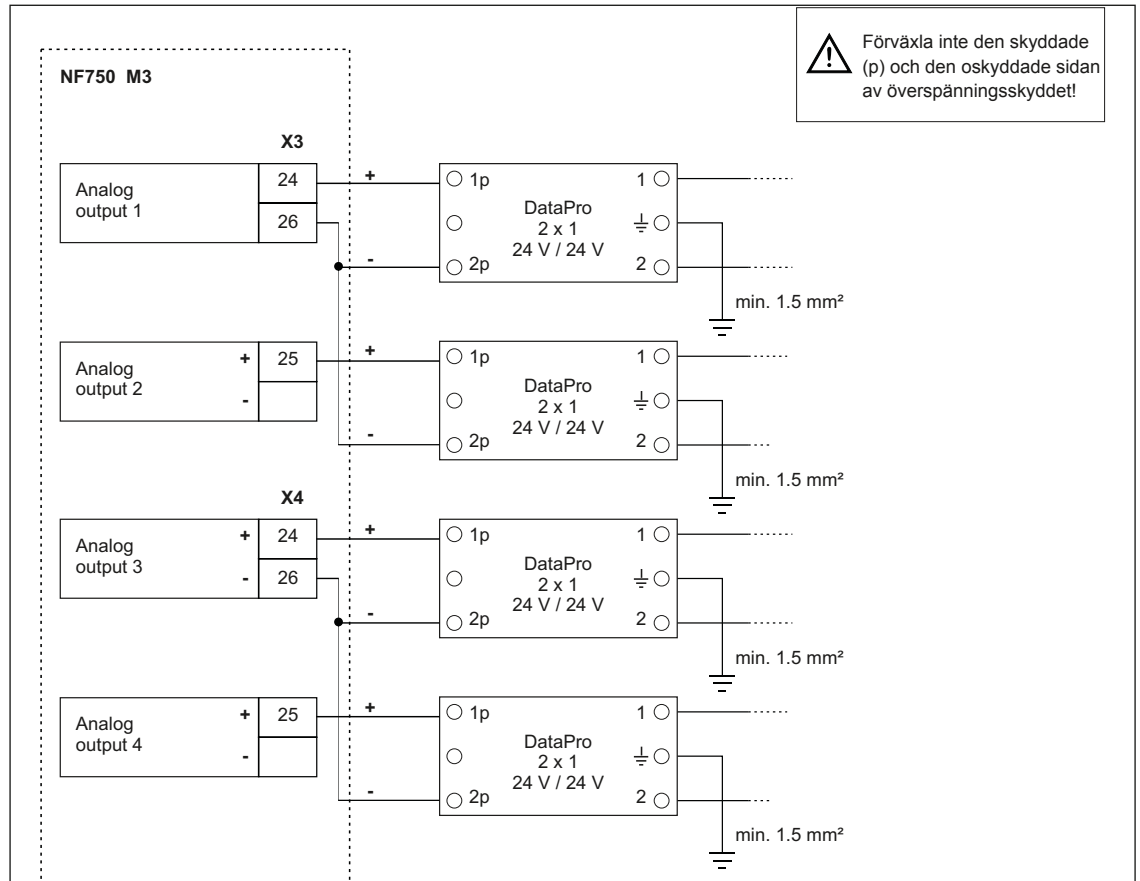 Förväxla inte den skyddade
(p) och den oskyddade sidan
av överspänningsskyddet!
NF750 M3
X3
Analog
output 1
24
26
+
-
1p
2p
DataPro
2 x 1
24 V / 24 V
1
2
min. 1.5 mm²
Analog
output 2
+
-
25
+
-
1p
2p
DataPro
2 x 1
24 V / 24 V
1
2
min. 1.5 mm²
X4
Analog
output 3
+
-
24
26
+
-
1p
2p
DataPro
2 x 1
24 V / 24 V
1
2
min. 1.5 mm²
Analog
output 4
+
-
25
+
-
1p
2p
DataPro
2 x 1
24 V / 24 V
1
2
min. 1.5 mm²